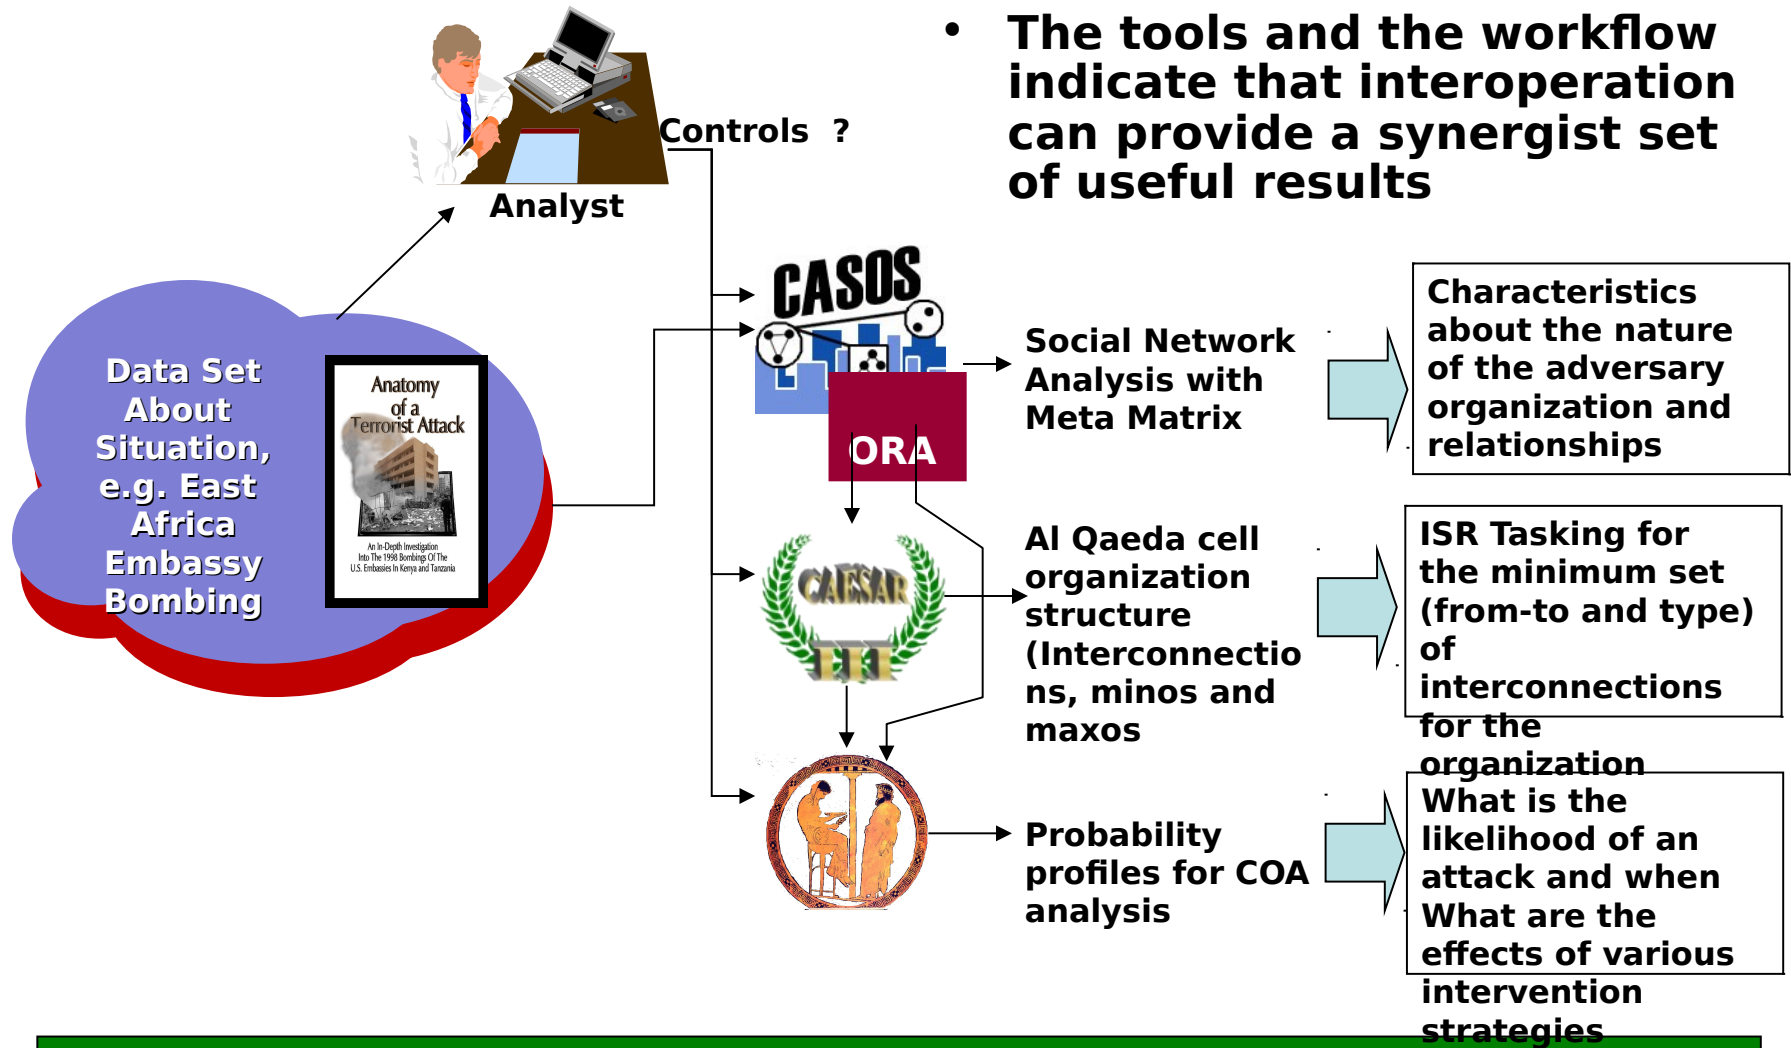 • The tools and the workflow
indicate that interoperation
can provide a synergist set
of useful results
Controls ?
Analyst
Data Set
About
Situation,
e.g. East
Africa
Embassy
Bombing
Anatomy
of a
Terrorist Attack
An In-Depth Investigation
Into The 1998 Bombings Of The
U.S. Embassies In Kenya and Tanzania
CASOS
ORA
Social Network
Analysis with
Meta Matrix
Characteristics
about the nature
of the adversary
organization and
relationships
CAESAR
III
Al Qaeda cell
organization
structure
(Interconnectio
ns, minos and
maxos
ISR Tasking for
the minimum set
(from-to and type)
of
interconnections
for the
organization
Probability
profiles for COA
analysis
What is the
likelihood of an
attack and when
What are the
effects of various
intervention
strategies